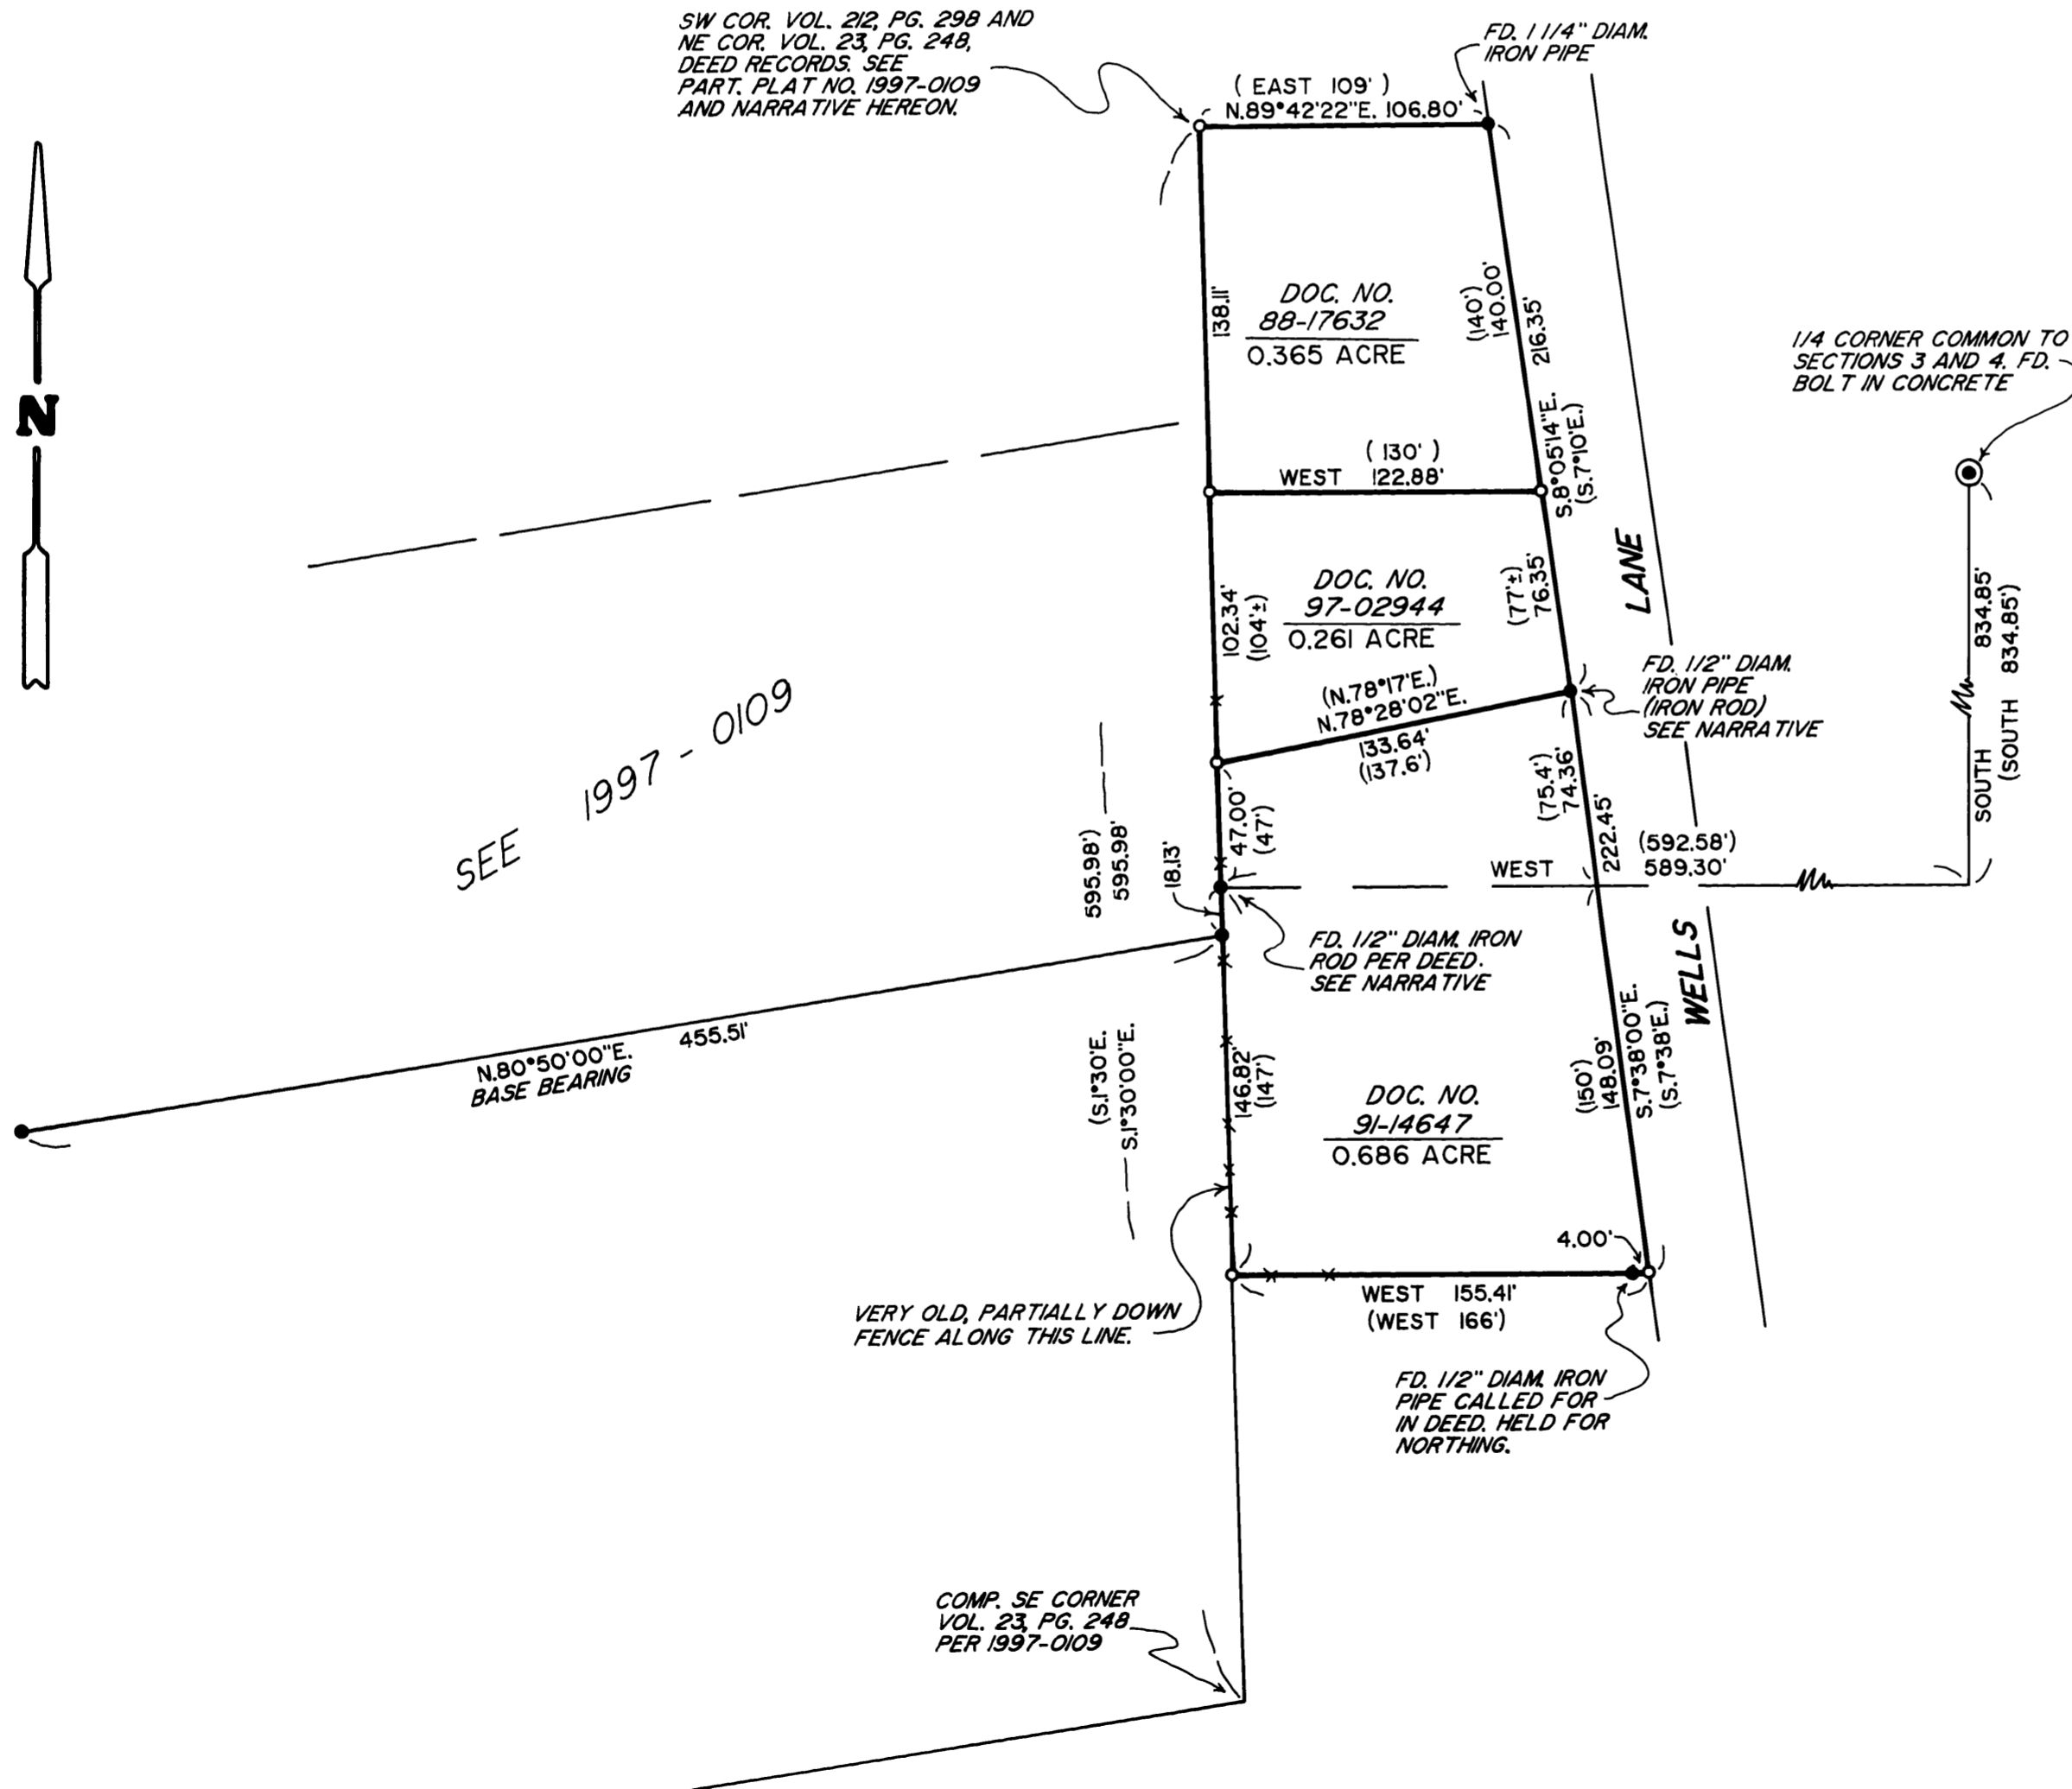 SW COR. VOL. 212, PG. 298 AND
NE COR. VOL. 23, PG. 248,
DEED RECORDS. SEE
PART. PLAT NO. 1997-0109
AND NARRATIVE HEREON.
FD. 1 1/4" DIAM.
IRON PIPE
( EAST 109' )
N.89°42'22"E. 106.80'
N
138.11'
DOC. NO.
88-17632
0.365 ACRE
(140')
140.00'
216.35'
S.8°05'14"E.
(S.7°10'E.)
1/4 CORNER COMMON TO
SECTIONS 3 AND 4. FD.
BOLT IN CONCRETE
( 130' )
WEST 122.88'
102.34'
(104'±)
DOC. NO.
97-02944
0.261 ACRE
(77'±)
76.35'
LANE
SOUTH 834.85'
(SOUTH 834.85')
(N.78°17'E.)
N.78°28'02"E.
133.64'
(137.6')
FD. 1/2" DIAM.
IRON PIPE
(IRON ROD)
SEE NARRATIVE
SEE 1997 - 0109
595.98')
595.98'
18.13'
47.00'
(47')
(75.4')
74.36'
222.45'
(592.58')
WEST 589.30'
FD. 1/2" DIAM. IRON
ROD PER DEED.
SEE NARRATIVE
WELLS
N.80°50'00"E. 455.51'
BASE BEARING
(S.1°30'E.
S.1°30'00"E.
146.82'
(147')
DOC. NO.
91-14647
0.686 ACRE
(150')
148.09'
S.7°38'00"E.
(S.7°38'E.)
4.00'
WEST 155.41'
(WEST 166')
VERY OLD, PARTIALLY DOWN
FENCE ALONG THIS LINE.
FD. 1/2" DIAM. IRON
PIPE CALLED FOR
IN DEED. HELD FOR
NORTHING.
COMP. SE CORNER
VOL. 23, PG. 248
PER 1997-0109